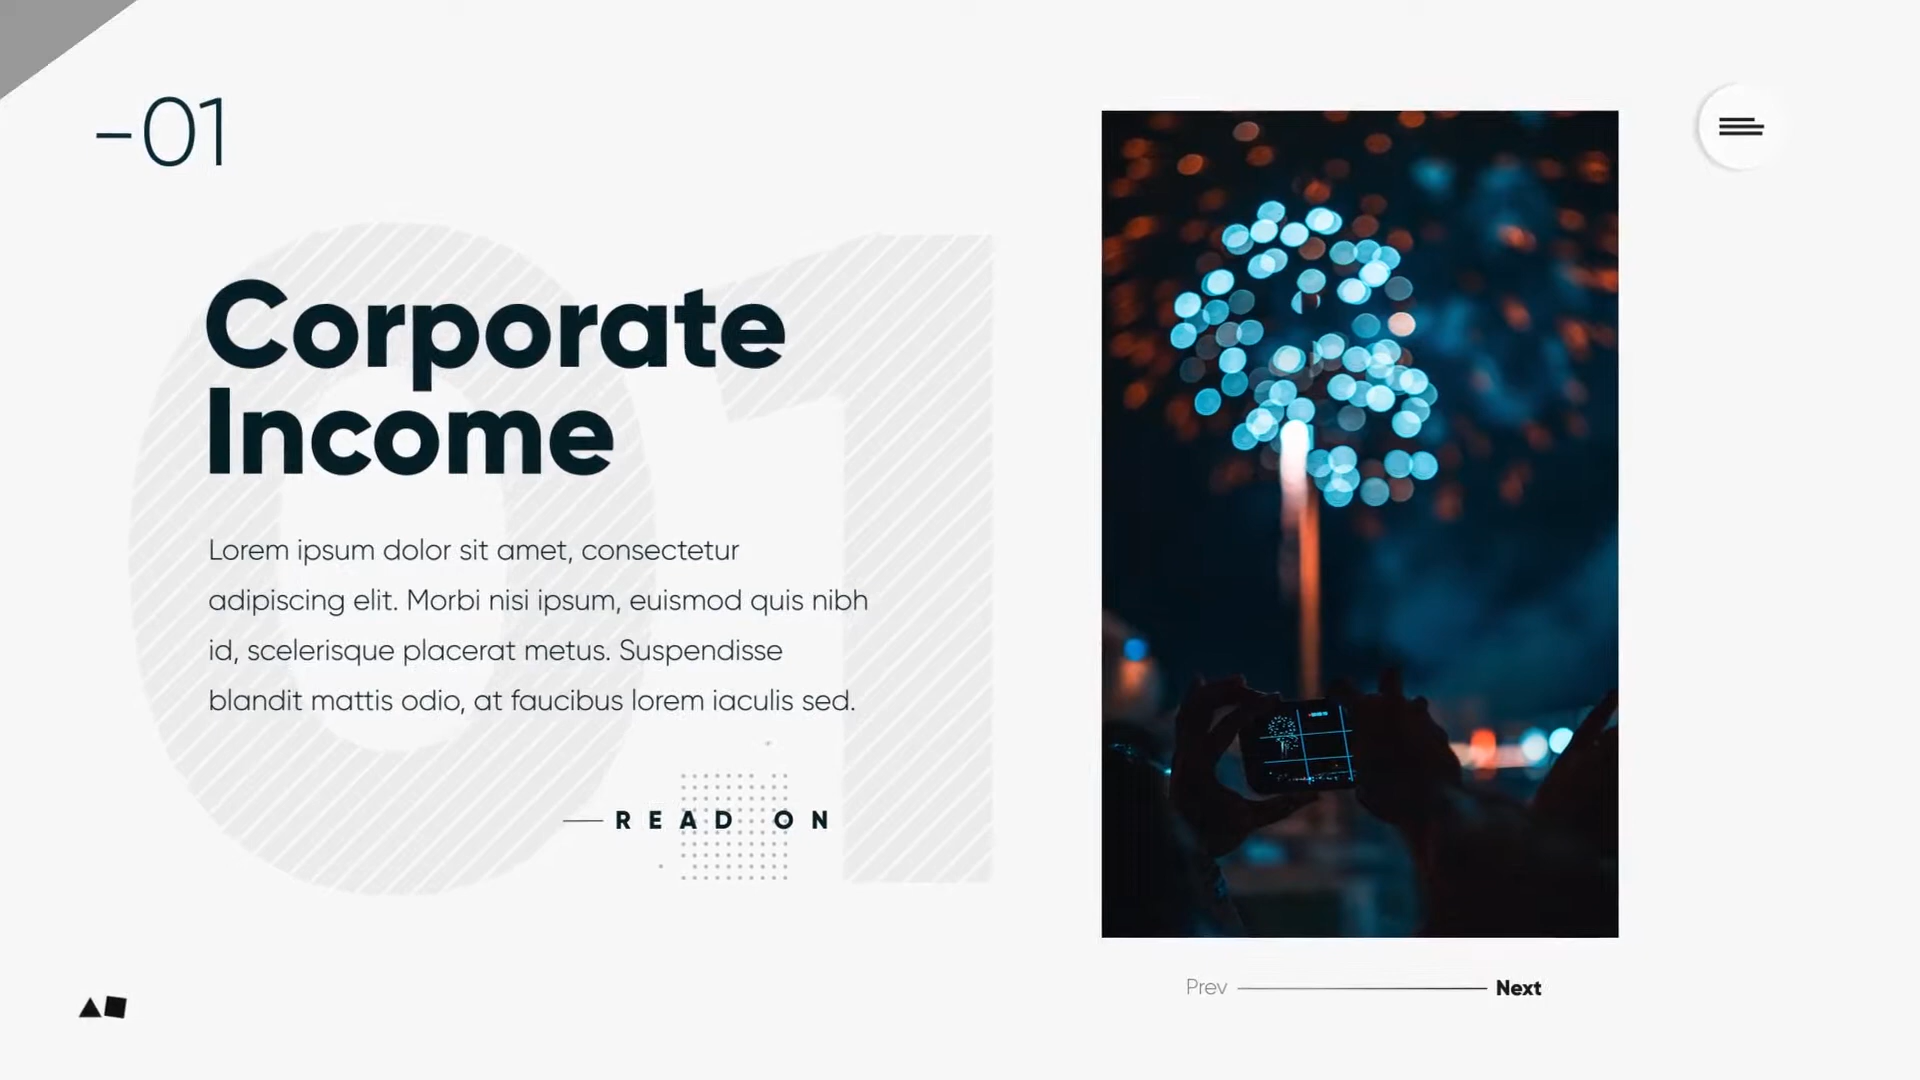 –01
01
Corporate
Income
Lorem ipsum dolor sit amet, consectetur
adipiscing elit. Morbi nisi ipsum, euismod quis nibh
id, scelerisque placerat metus. Suspendisse
blandit mattis odio, at faucibus lorem iaculis sed.
READ ON
Prev
Next